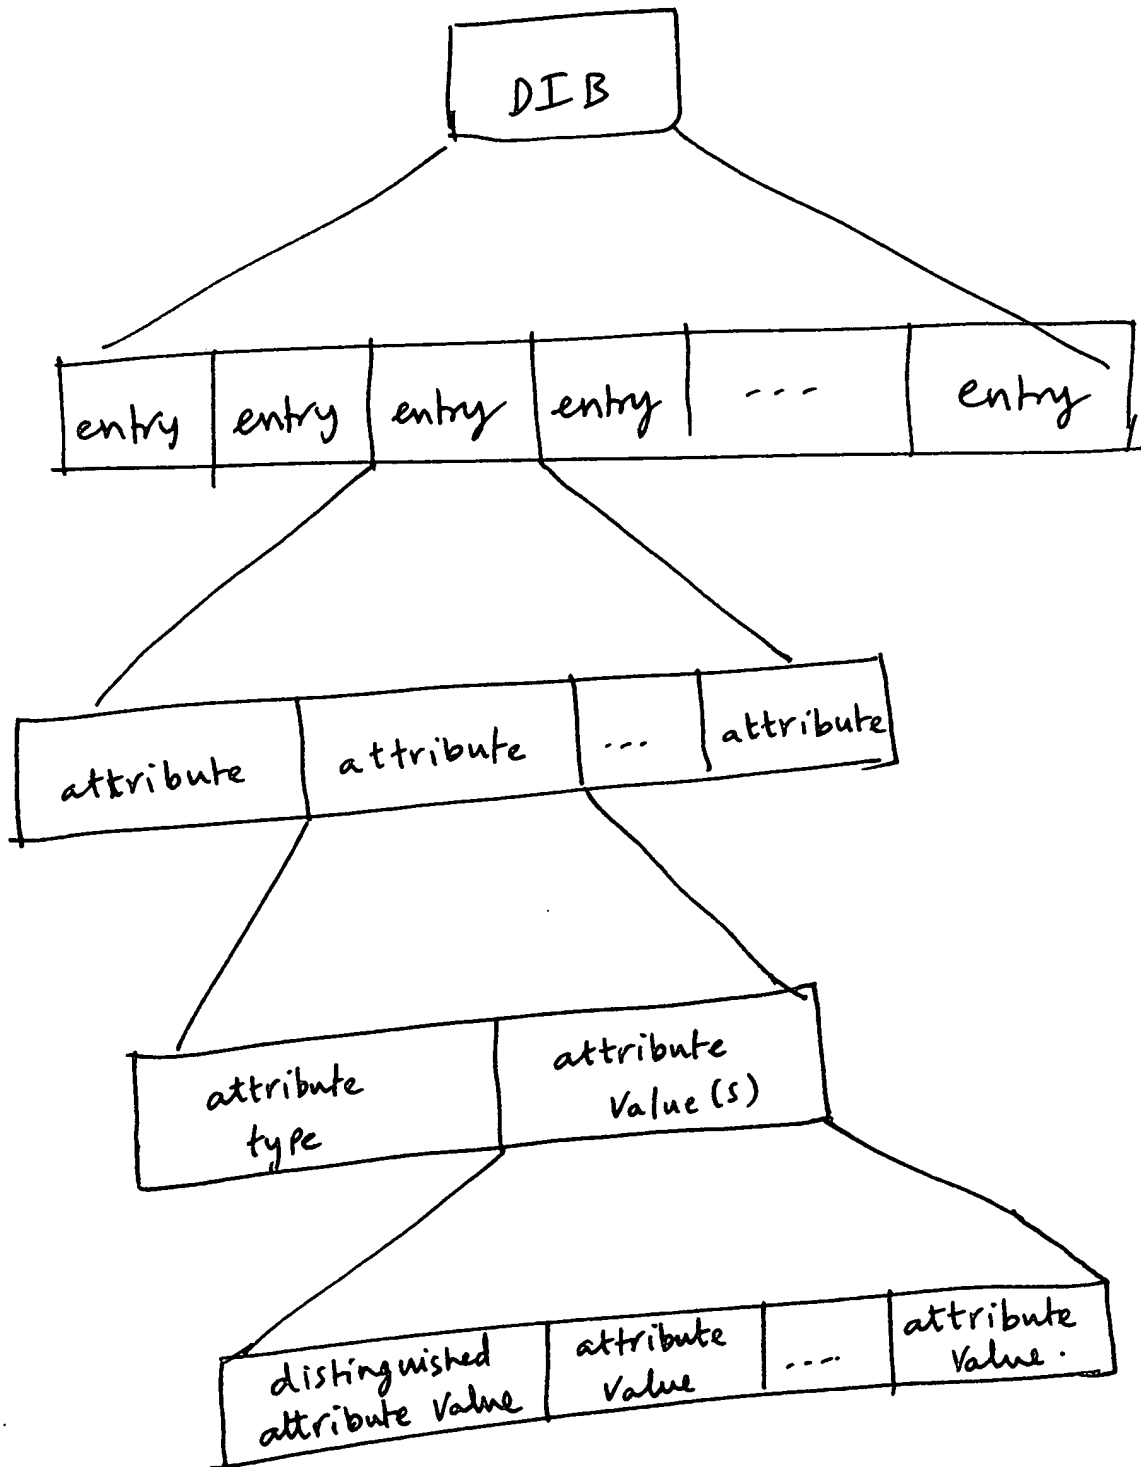 DIB
entry entry entry entry --- entry
attribute attribute ... attribute
attribute attribute
type value(s)
distinguished attribute .... attribute
attribute value value value.